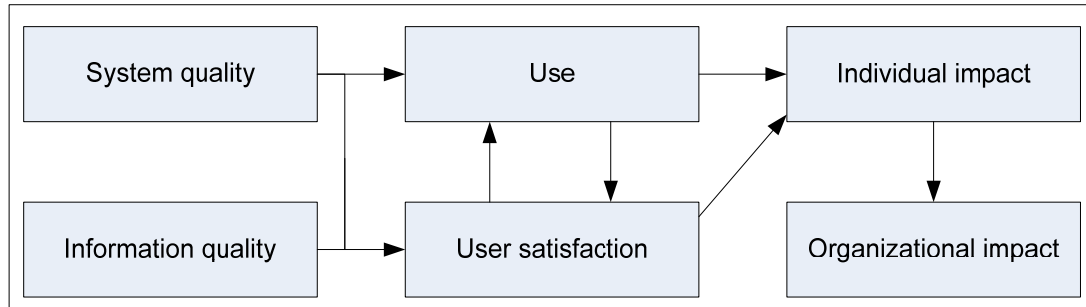 System quality
Use
Individual impact
Information quality
User satisfaction
Organizational impact